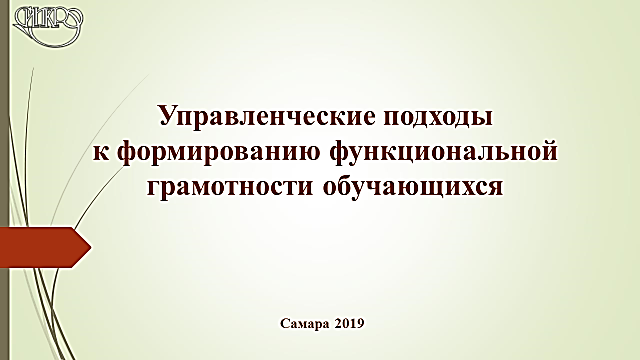 Управленческие подходы
к формированию функциональной
грамотности обучающихся
Самара 2019